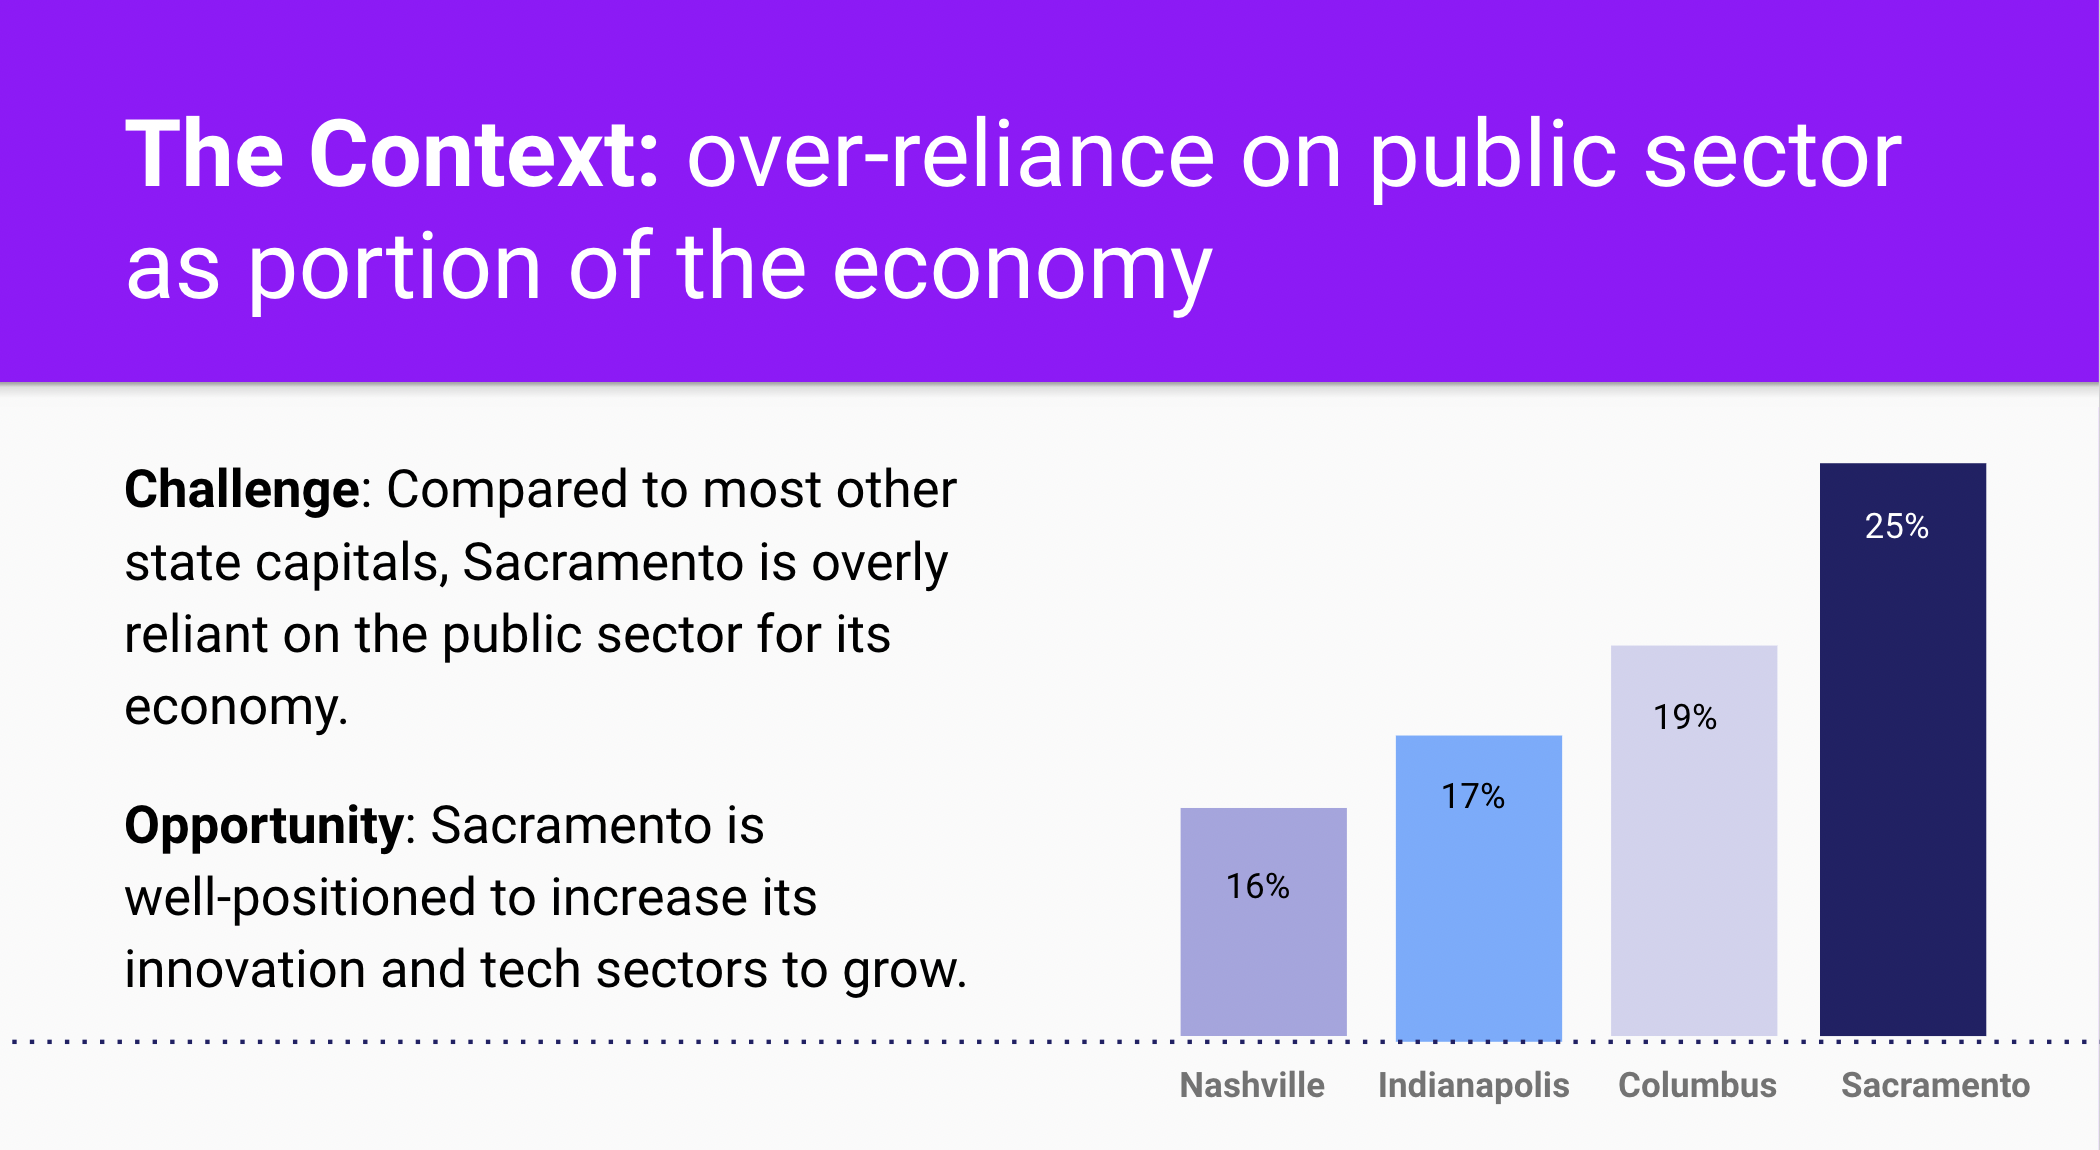 The Context: over-reliance on public sector
as portion of the economy
Challenge: Compared to most other
state capitals, Sacramento is overly
reliant on the public sector for its
economy.
Opportunity: Sacramento is
well-positioned to increase its
innovation and tech sectors to grow.
16%
17%
19%
25%
Nashville
Indianapolis
Columbus
Sacramento